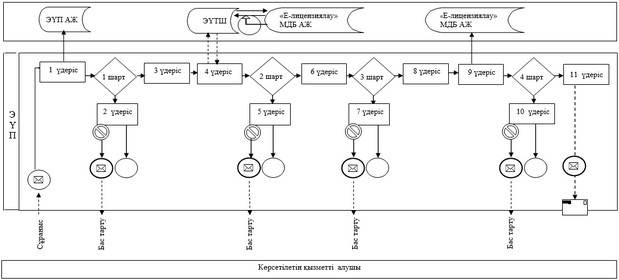 ЭҮП АЖ
ЭҮТШ
«Е-лицензиялау»
МДБ АЖ
«Е-лицензиялау»
МДБ АЖ
Э
Ү
П
1 үдеріс
1 шарт
3 үдеріс
4 үдеріс
2 шарт
6 үдеріс
3 шарт
8 үдеріс
9 үдеріс
4 шарт
11 үдеріс
2 үдеріс
5 үдеріс
7 үдеріс
10 үдеріс
Сұраныс
Бас тарту
Бас тарту
Бас тарту
Бас тарту
Көрсетілетін қызметті алушы